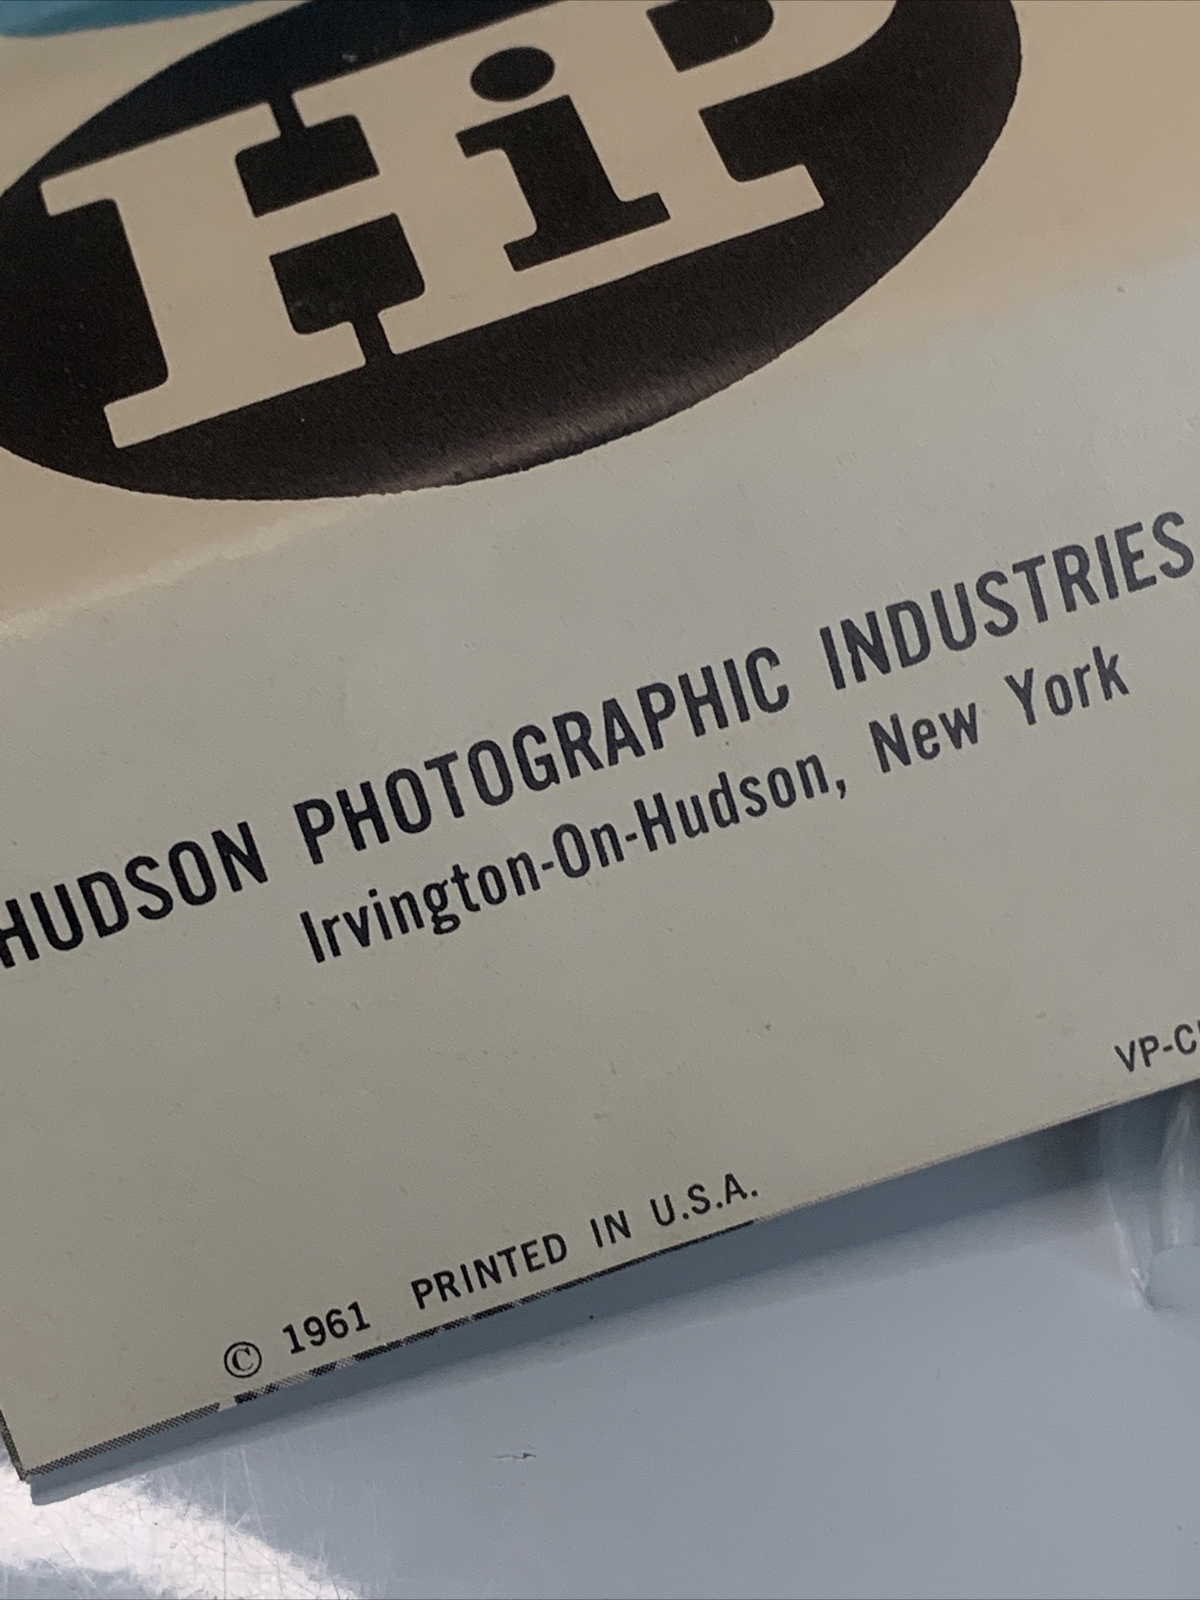 HiP
HUDSON PHOTOGRAPHIC INDUSTRIES
Irvington-On-Hudson, New York
© 1961 PRINTED IN U.S.A.